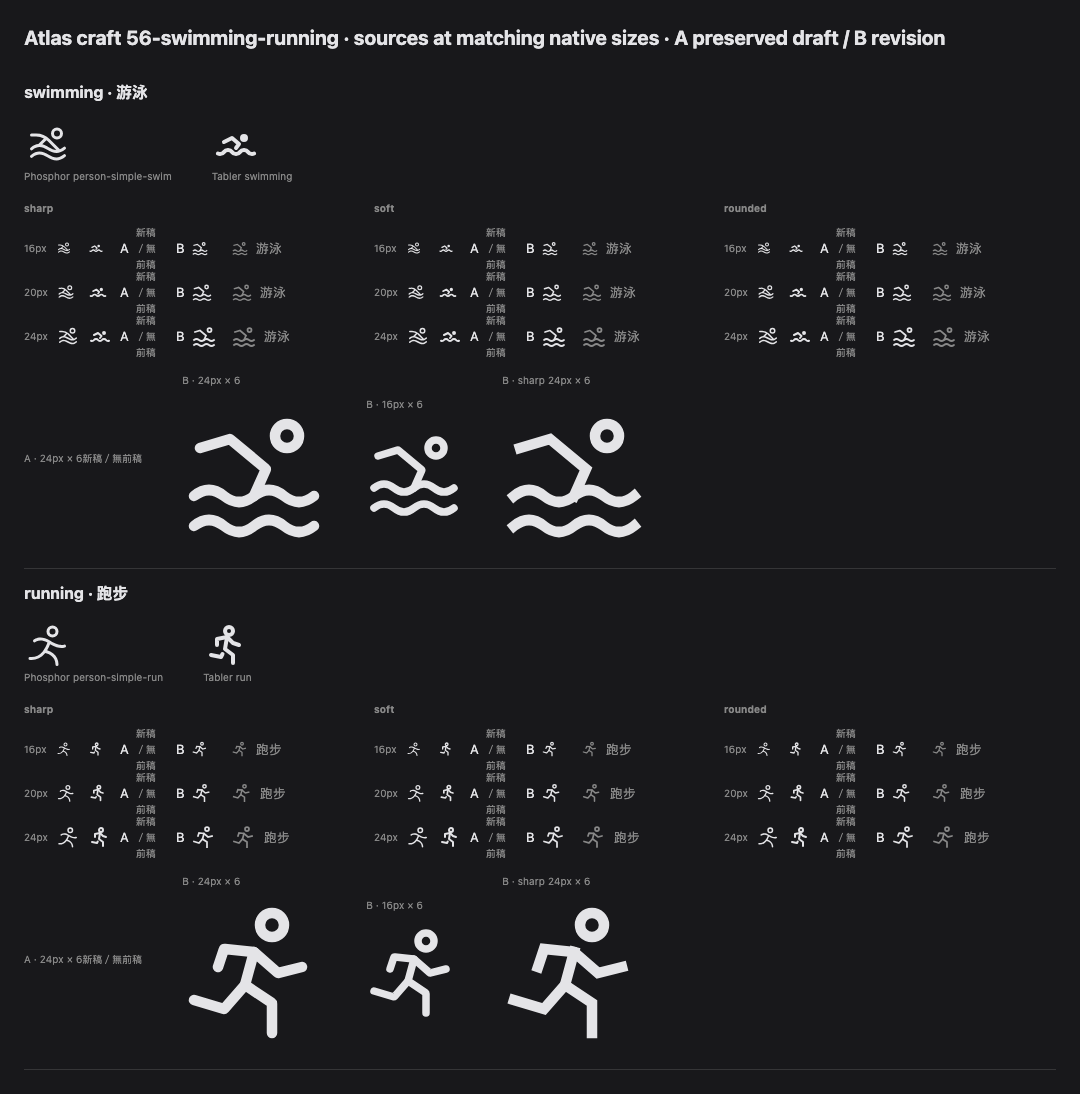 Atlas craft 56-swimming-running · sources at matching native sizes · A preserved draft / B revision
swimming · 游泳
Phosphor person-simple-swim
Tabler swimming
sharp
16px A 新稿 / 無前稿 B 游泳
20px A 新稿 / 無前稿 B 游泳
24px A 新稿 / 無前稿 B 游泳
soft
16px A 新稿 / 無前稿 B 游泳
20px A 新稿 / 無前稿 B 游泳
24px A 新稿 / 無前稿 B 游泳
rounded
16px A 新稿 / 無前稿 B 游泳
20px A 新稿 / 無前稿 B 游泳
24px A 新稿 / 無前稿 B 游泳
A · 24px × 6新稿 / 無前稿
B · 24px × 6
B · 16px × 6
B · sharp 24px × 6
running · 跑步
Phosphor person-simple-run
Tabler run
sharp
16px A 新稿 / 無前稿 B 跑步
20px A 新稿 / 無前稿 B 跑步
24px A 新稿 / 無前稿 B 跑步
soft
16px A 新稿 / 無前稿 B 跑步
20px A 新稿 / 無前稿 B 跑步
24px A 新稿 / 無前稿 B 跑步
rounded
16px A 新稿 / 無前稿 B 跑步
20px A 新稿 / 無前稿 B 跑步
24px A 新稿 / 無前稿 B 跑步
A · 24px × 6新稿 / 無前稿
B · 24px × 6
B · 16px × 6
B · sharp 24px × 6